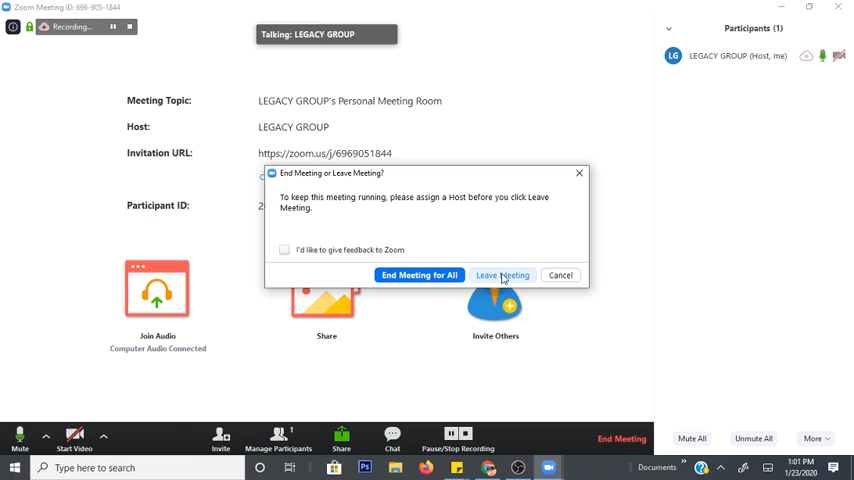 Zoom Meeting ID: 696-905-1844
Recording...
Talking: LEGACY GROUP
Participants (1)
LG LEGACY GROUP (Host, me)
Meeting Topic: LEGACY GROUP's Personal Meeting Room
Host: LEGACY GROUP
Invitation URL: https://zoom.us/j/6969051844
Participant ID: 2
End Meeting or Leave Meeting?
To keep this meeting running, please assign a Host before you click Leave
Meeting.
I'd like to give feedback to Zoom
End Meeting for All Leave Meeting Cancel
Join Audio Share Invite Others
Computer Audio Connected
1
Mute Start Video Invite Manage Participants Share Chat Pause/Stop Recording End Meeting
Mute All Unmute All More
Type here to search
Ps
Documents
1:01 PM
1/23/2020